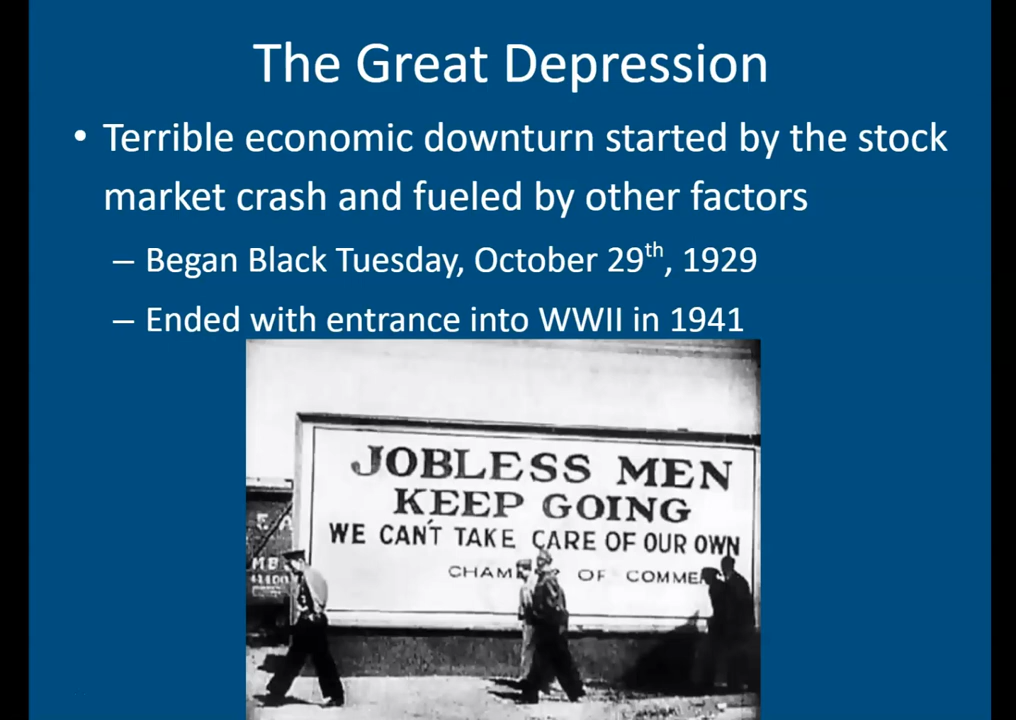 The Great Depression
• Terrible economic downturn started by the stock
market crash and fueled by other factors
– Began Black Tuesday, October 29th, 1929
– Ended with entrance into WWII in 1941
JOBLESS MEN
KEEP GOING
WE CAN'T TAKE CARE OF OUR OWN
OF